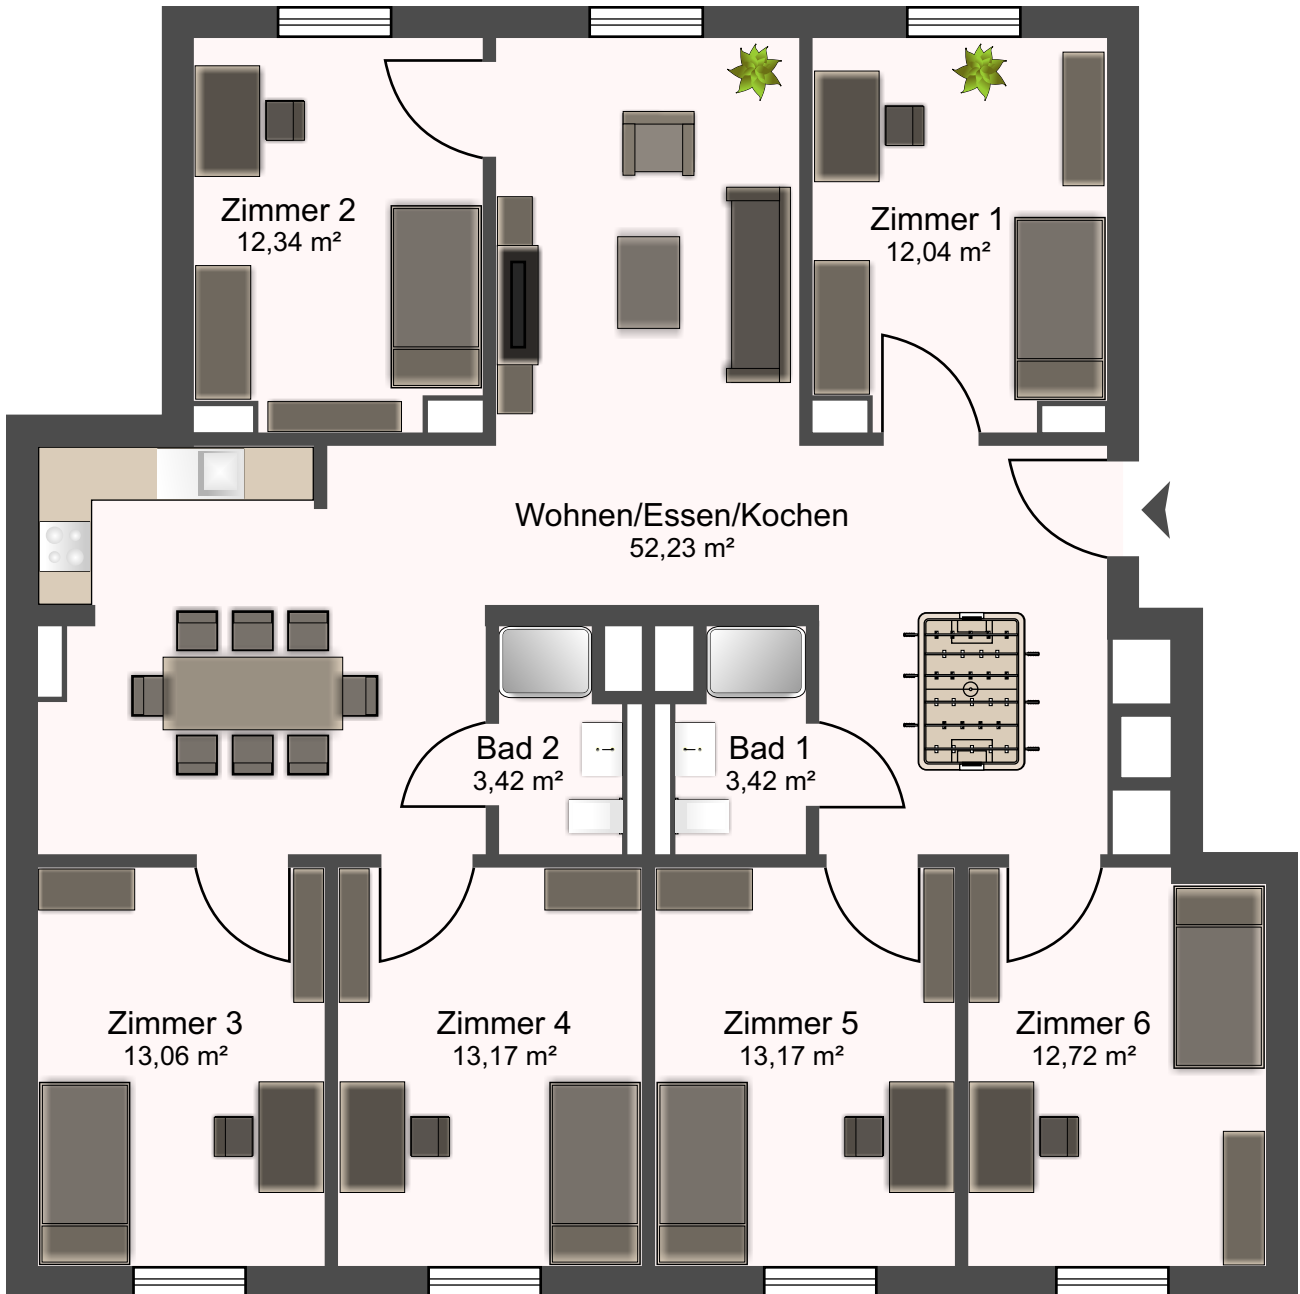 Zimmer 2
12,34 m²
Zimmer 1
12,04 m²
Wohnen/Essen/Kochen
52,23 m²
Bad 2
3,42 m²
Bad 1
3,42 m²
Zimmer 3
13,06 m²
Zimmer 4
13,17 m²
Zimmer 5
13,17 m²
Zimmer 6
12,72 m²